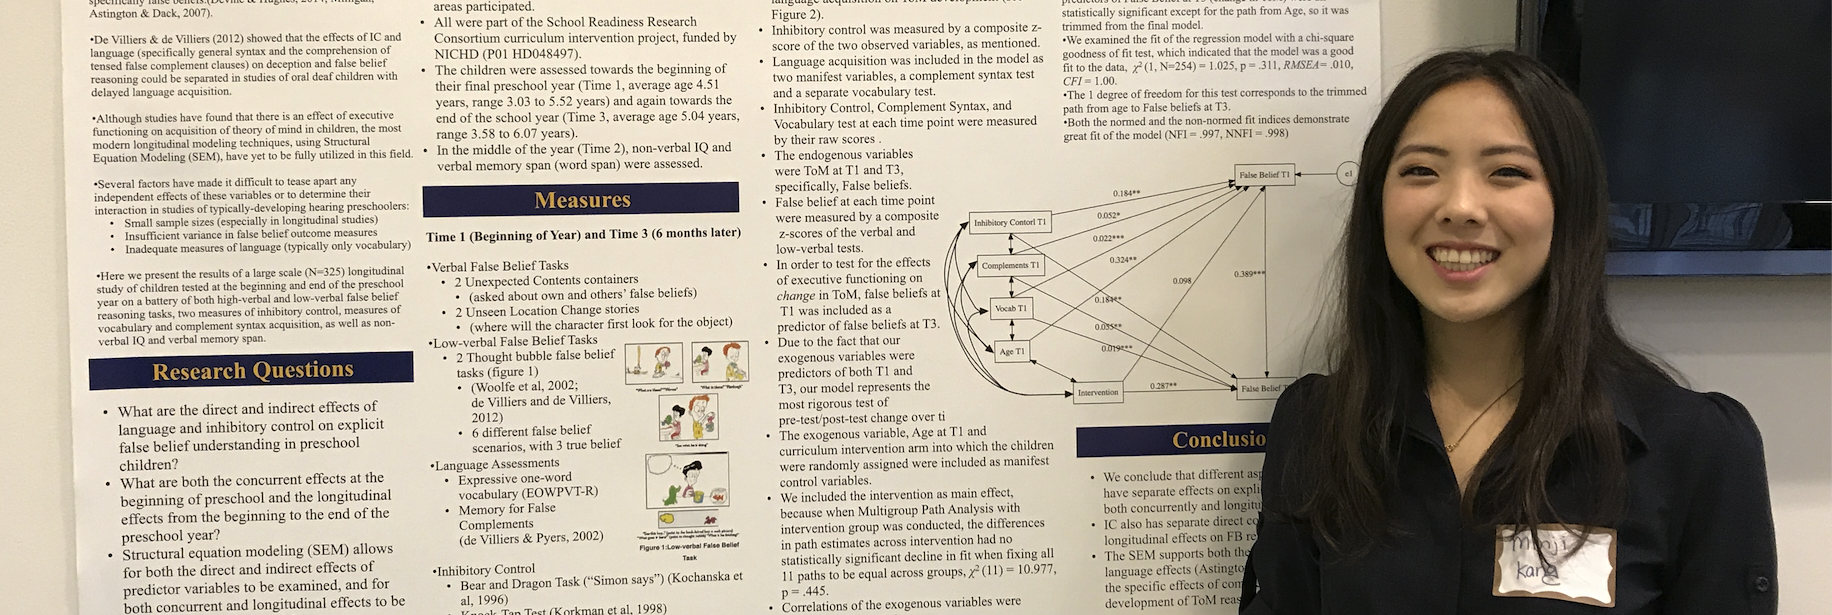 Astington & Dack, 2007).
•De Villiers & de Villiers (2012) showed that the effects of IC and
language (specifically general syntax and the comprehension of
tensed false complement clauses) on deception and false belief
reasoning could be separated in studies of oral deaf children with
delayed language acquisition.
•Although studies have found that there is an effect of executive
functioning on acquisition of theory of mind in children, the most
modern longitudinal modeling techniques, using Structural
Equation Modeling (SEM), have yet to be fully utilized in this field.
•Several factors have made it difficult to tease apart any
independent effects of these variables or to determine their
interaction in studies of typically-developing hearing preschoolers:
• Small sample sizes (especially in longitudinal studies)
• Insufficient variance in false belief outcome measures
• Inadequate measures of language (typically only vocabulary)
•Here we present the results of a large scale (N=325) longitudinal
study of children tested at the beginning and end of the preschool
year on a battery of both high-verbal and low-verbal false belief
reasoning tasks, two measures of inhibitory control, measures of
vocabulary and complement syntax acquisition, as well as non-
verbal IQ and verbal memory span.
Research Questions
• What are the direct and indirect effects of
language and inhibitory control on explicit
false belief understanding in preschool
children?
• What are both the concurrent effects at the
beginning of preschool and the longitudinal
effects from the beginning to the end of the
preschool year?
• Structural equation modeling (SEM) allows
for both the direct and indirect effects of
predictor variables to be examined, and for
both concurrent and longitudinal effects to be
areas participated.
• All were part of the School Readiness Research
Consortium curriculum intervention project, funded by
NICHD (P01 HD048497).
• The children were assessed towards the beginning of
their final preschool year (Time 1, average age 4.51
years, range 3.03 to 5.52 years) and again towards the
end of the school year (Time 3, average age 5.04 years,
range 3.58 to 6.07 years).
• In the middle of the year (Time 2), non-verbal IQ and
verbal memory span (word span) were assessed.
Measures
Time 1 (Beginning of Year) and Time 3 (6 months later)
•Verbal False Belief Tasks
• 2 Unexpected Contents containers
• (asked about own and others' false beliefs)
• 2 Unseen Location Change stories
• (where will the character first look for the object)
•Low-verbal False Belief Tasks
• 2 Thought bubble false belief
tasks (figure 1)
• (Woolfe et al, 2002;
de Villiers and de Villiers,
2012)
• 6 different false belief
scenarios, with 3 true belief
•Language Assessments
• Expressive one-word
vocabulary (EOWPVT-R)
• Memory for False
Complements
(de Villiers & Pyers, 2002)
Figure 1:Low-verbal False Belief
Task
•Inhibitory Control
• Bear and Dragon Task ("Simon says") (Kochanska et
al, 1996)
• Knock-Tap Test (Korkman et al, 1998)
Figure 2).
• Inhibitory control was measured by a composite z-
score of the two observed variables, as mentioned.
• Language acquisition was included in the model as
two manifest variables, a complement syntax test
and a separate vocabulary test.
• Inhibitory Control, Complement Syntax, and
Vocabulary test at each time point were measured
by their raw scores .
• The endogenous variables
were ToM at T1 and T3,
specifically, False beliefs.
• False belief at each time point
were measured by a composite
z-scores of the verbal and
low-verbal tests.
• In order to test for the effects
of executive functioning on
change in ToM, false beliefs at
T1 was included as a
predictor of false beliefs at T3.
• Due to the fact that our
exogenous variables were
predictors of both T1 and
T3, our model represents the
most rigorous test of
pre-test/post-test change over ti
• The exogenous variable, Age at T1 and
curriculum intervention arm into which the children
were randomly assigned were included as manifest
control variables.
• We included the intervention as main effect,
because when Multigroup Path Analysis with
intervention group was conducted, the differences
in path estimates across intervention had no
statistically significant decline in fit when fixing all
11 paths to be equal across groups, χ² (11) = 10.977,
p = .445.
• Correlations of the exogenous variables were
statistically significant except for the path from Age, so it was
trimmed from the final model.
•We examined the fit of the regression model with a chi-square
goodness of fit test, which indicated that the model was a good
fit to the data, χ² (1, N=254) = 1.025, p = .311, RMSEA= .010,
CFI = 1.00.
•The 1 degree of freedom for this test corresponds to the trimmed
path from age to False beliefs at T3.
•Both the normed and the non-normed fit indices demonstrate
great fit of the model (NFI = .997, NNFI = .998)
False Belief T1
e1
0.184**
Inhibitory Contorl T1
0.052*
0.022***
Complements T1
0.324**
0.098
0.389***
Vocab T1
0.184**
0.055**
Age T1
0.019***
Intervention
0.287**
False Belief
Conclusio
• We conclude that different asp
have separate effects on expli
both concurrently and longitu
• IC also has separate direct co
longitudinal effects on FB re
• The SEM supports both the
language effects (Astingto
the specific effects of com
development of ToM reas
Minji
Kang